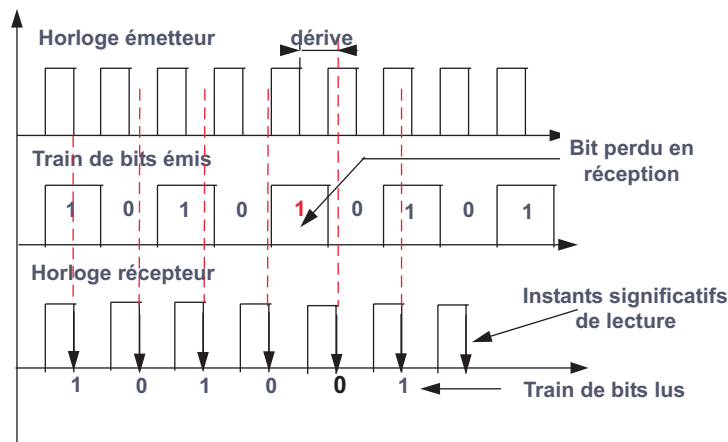 Horloge émetteur
dérive
Train de bits émis
Bit perdu en
réception
1 0 1 0 1 0 1 0 1
Horloge récepteur
Instants significatifs
de lecture
1 0 1 0 0 1
Train de bits lus